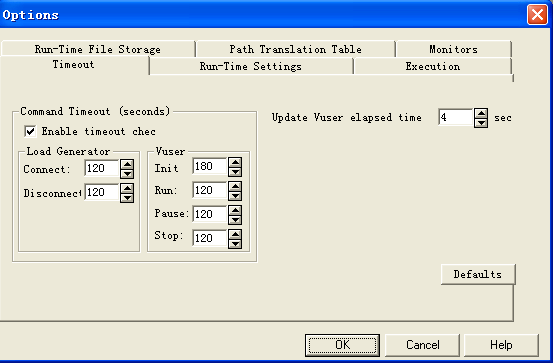 Options
Run-Time File Storage Path Translation Table Monitors
Timeout Run-Time Settings Execution
Command Timeout (seconds)
Enable timeout chec
Update Vuser elapsed time 4 sec
Load Generator
Connect: 120
Disconnect 120
Vuser
Init 180
Run: 120
Pause: 120
Stop: 120
Defaults
OK Cancel Help